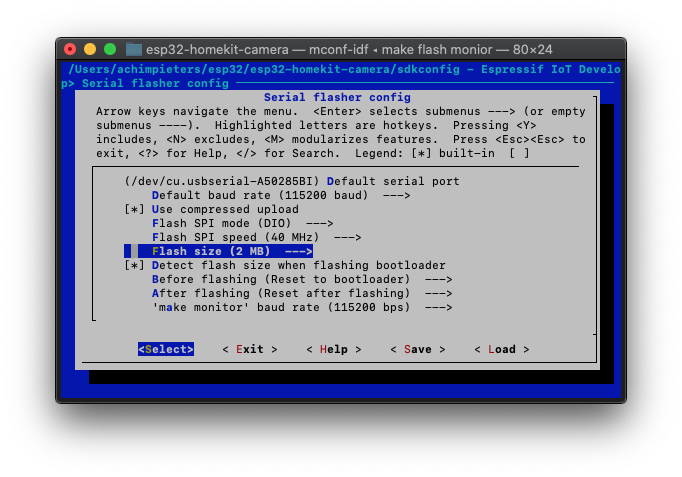 esp32-homekit-camera — mconf-idf ◂ make flash monior — 80×24
/Users/achimpieters/esp32/esp32-homekit-camera/sdkconfig - Espressif IoT Develo
p> Serial flasher config
Serial flasher config
Arrow keys navigate the menu.  <Enter> selects submenus ---> (or empty
submenus ----).  Highlighted letters are hotkeys.  Pressing <Y>
includes, <N> excludes, <M> modularizes features.  Press <Esc><Esc> to
exit, <?> for Help, </> for Search.  Legend: [*] built-in  [ ]
(/dev/cu.usbserial-A50285BI) Default serial port
Default baud rate (115200 baud)  --->
[*] Use compressed upload
Flash SPI mode (DIO)  --->
Flash SPI speed (40 MHz)  --->
Flash size (2 MB)  --->
[*] Detect flash size when flashing bootloader
Before flashing (Reset to bootloader)  --->
After flashing (Reset after flashing)  --->
'make monitor' baud rate (115200 bps)  --->
<Select>    < Exit >    < Help >    < Save >    < Load >